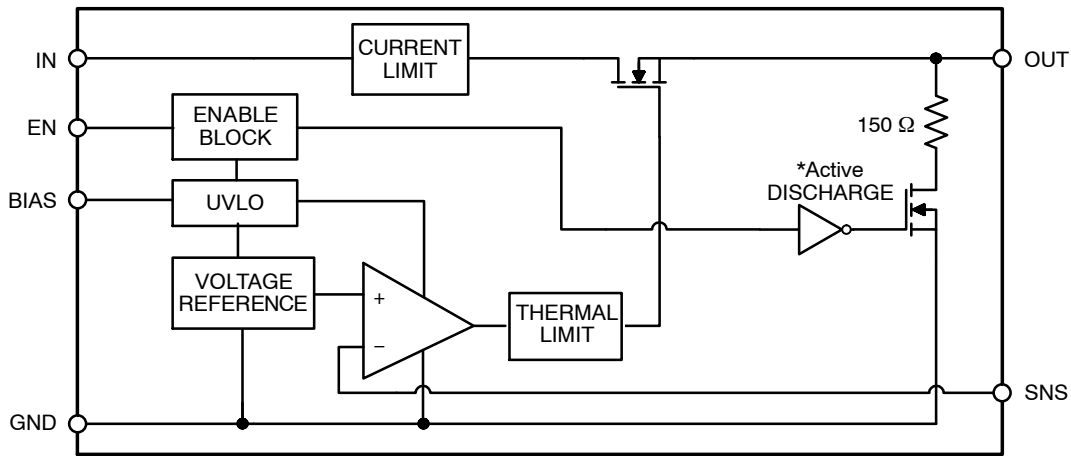 IN
CURRENT
LIMIT
OUT
EN
ENABLE
BLOCK
150 Ω
*Active
DISCHARGE
BIAS
UVLO
VOLTAGE
REFERENCE
+
−
THERMAL
LIMIT
SNS
GND